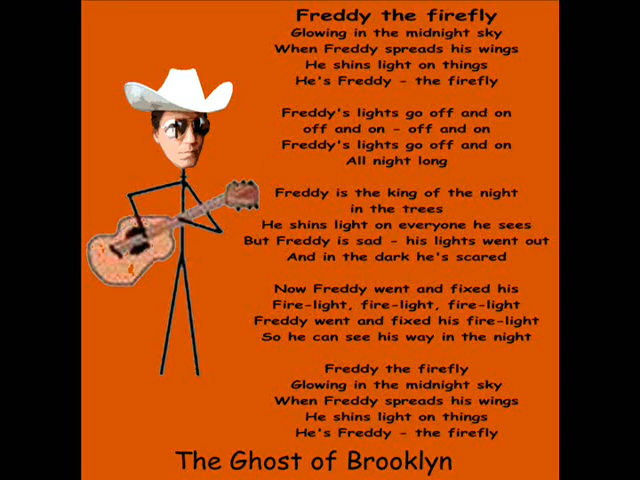 Freddy the firefly
Glowing in the midnight sky
When Freddy spreads his wings
He shins light on things
He's Freddy - the firefly
Freddy's lights go off and on
off and on - off and on
Freddy's lights go off and on
All night long
Freddy is the king of the night
in the trees
He shins light on everyone he sees
But Freddy is sad - his lights went out
And in the dark he's scared
Now Freddy went and fixed his
Fire-light, fire-light, fire-light
Freddy went and fixed his fire-light
So he can see his way in the night
Freddy the firefly
Glowing in the midnight sky
When Freddy spreads his wings
He shins light on things
He's Freddy - the firefly
The Ghost of Brooklyn